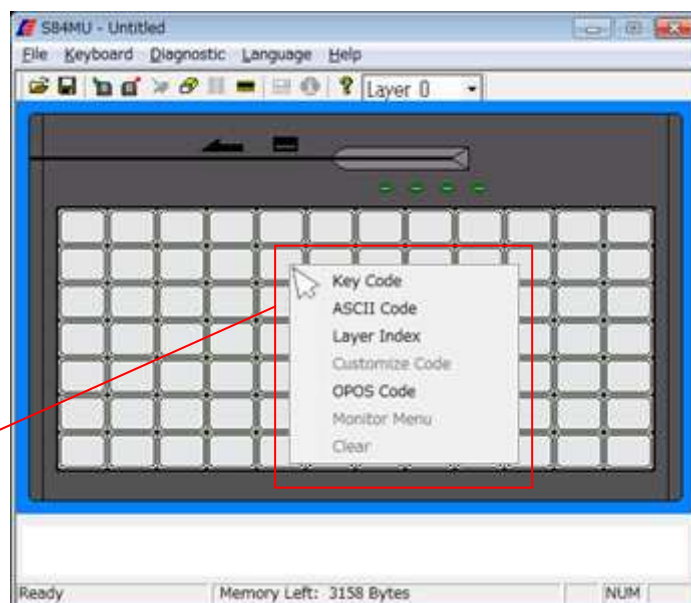 S84MU - Untitled
File Keyboard Diagnostic Language Help
Layer 0
Key Code
ASCII Code
Layer Index
Customize Code
OPOS Code
Monitor Menu
Clear
Ready Memory Left: 3158 Bytes NUM